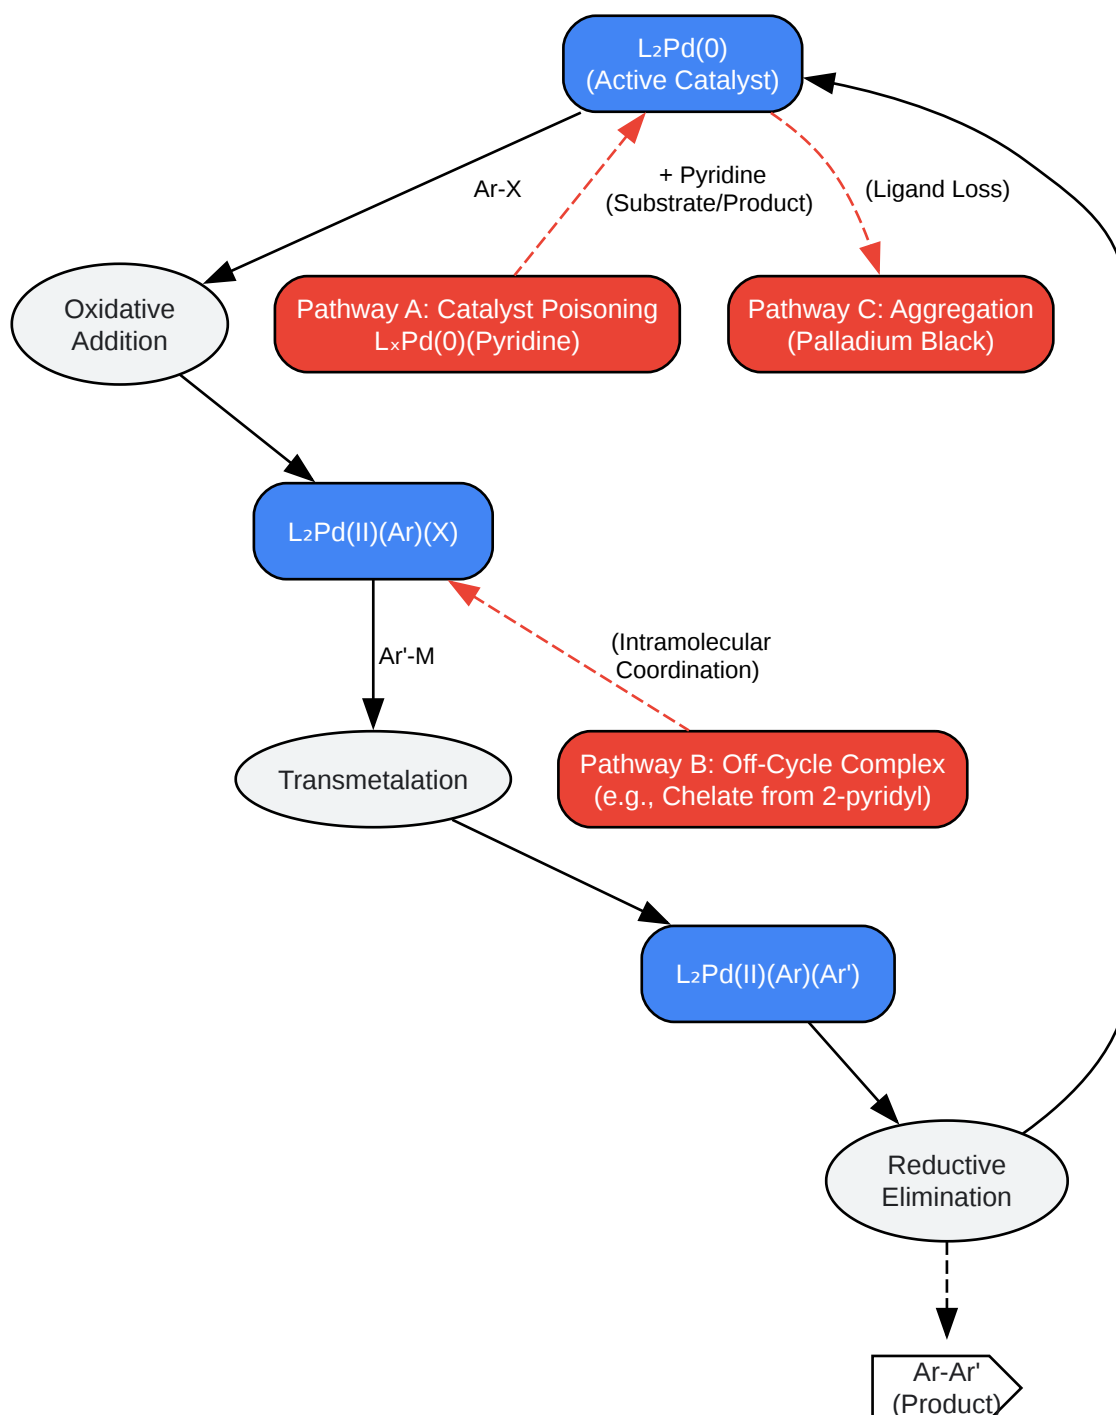 L₂Pd(0)
(Active Catalyst)
Ar-X
+ Pyridine
(Substrate/Product)
(Ligand Loss)
Oxidative
Addition
Pathway A: Catalyst Poisoning
LₓPd(0)(Pyridine)
Pathway C: Aggregation
(Palladium Black)
L₂Pd(II)(Ar)(X)
Ar'-M
(Intramolecular
Coordination)
Transmetalation
Pathway B: Off-Cycle Complex
(e.g., Chelate from 2-pyridyl)
L₂Pd(II)(Ar)(Ar')
Reductive
Elimination
Ar-Ar'
(Product)